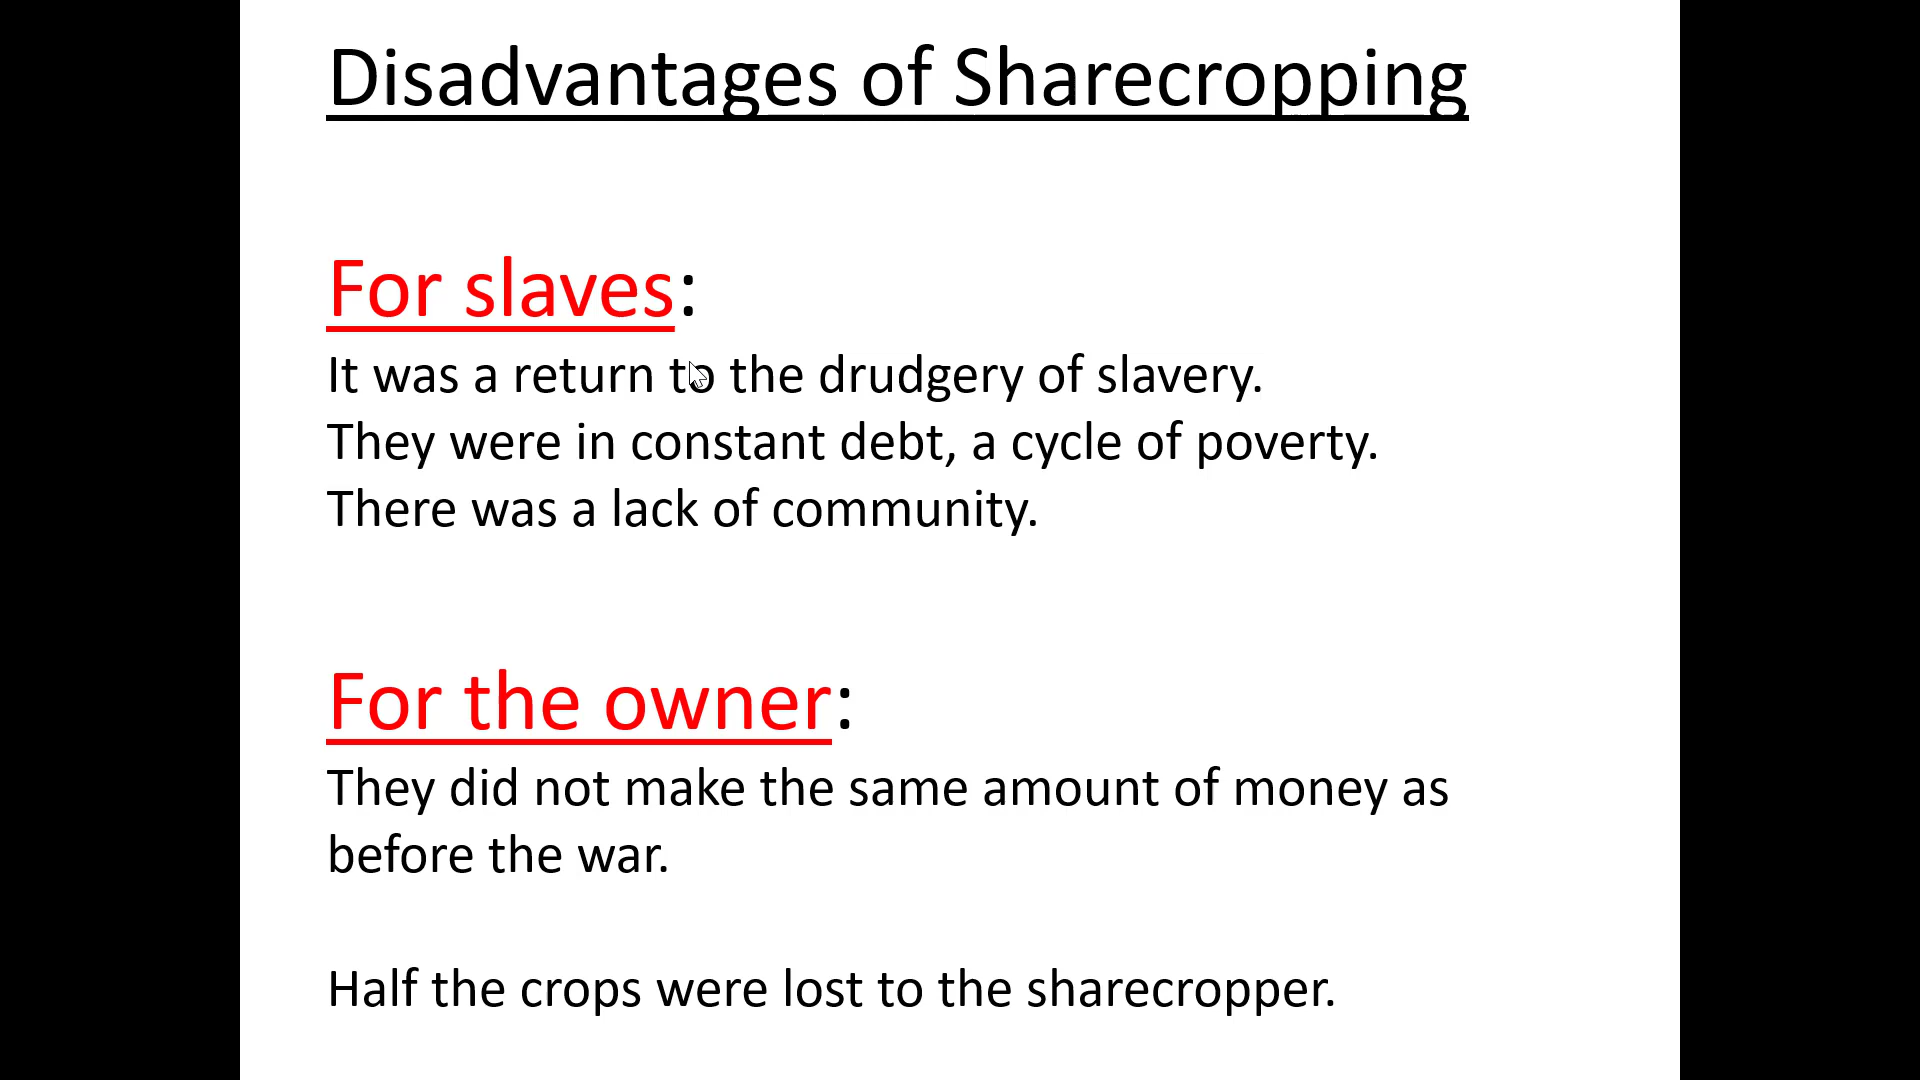 Disadvantages of Sharecropping
For slaves:
It was a return to the drudgery of slavery.
They were in constant debt, a cycle of poverty.
There was a lack of community.
For the owner:
They did not make the same amount of money as
before the war.
Half the crops were lost to the sharecropper.